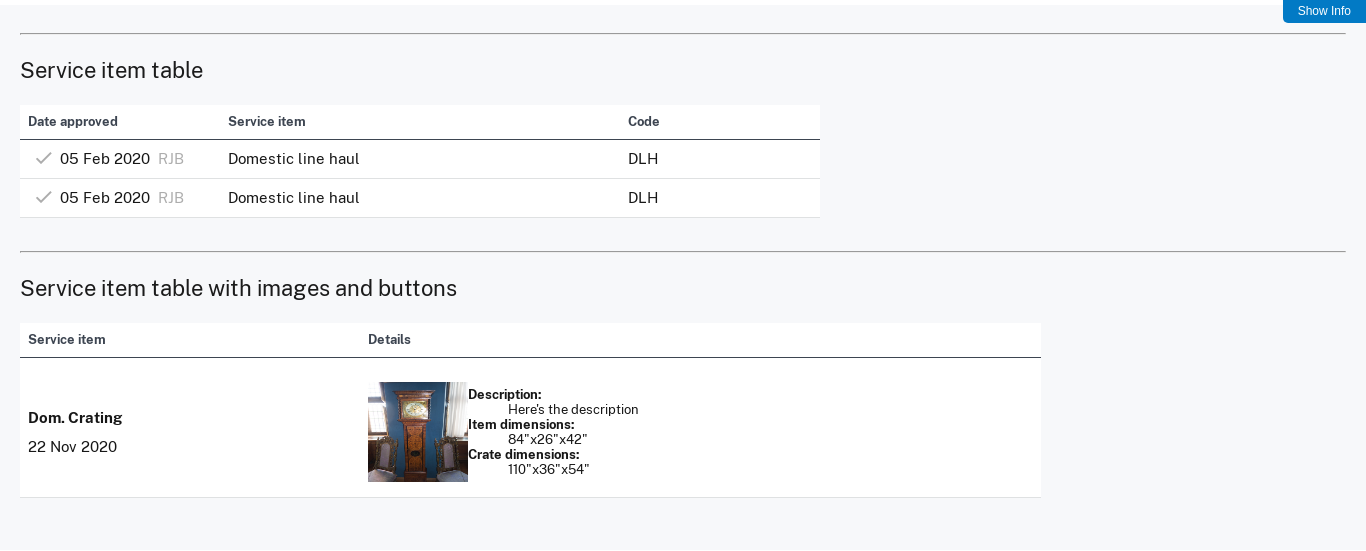 Show Info
Service item table
Date approved Service item Code
05 Feb 2020 RJB Domestic line haul DLH
05 Feb 2020 RJB Domestic line haul DLH
Service item table with images and buttons
Service item Details
Dom. Crating
22 Nov 2020
Description:
Here's the description
Item dimensions:
84"x26"x42"
Crate dimensions:
110"x36"x54"